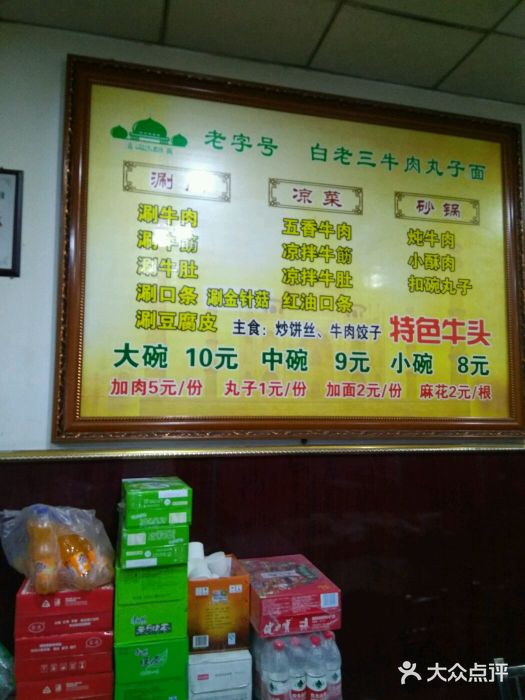 老字号 白老三牛肉丸子面
涮
涮牛肉
涮牛筋
涮牛肚
涮口条 涮金针菇
涮豆腐皮
凉菜
五香牛肉
凉拌牛筋
凉拌牛肚
红油口条
砂锅
炖牛肉
小酥肉
扣碗丸子
主食：炒饼丝、牛肉饺子 特色牛头
大碗 10元 中碗 9元 小碗 8元
加肉5元/份 丸子1元/份 加面2元/份 麻花2元/根
大众点评